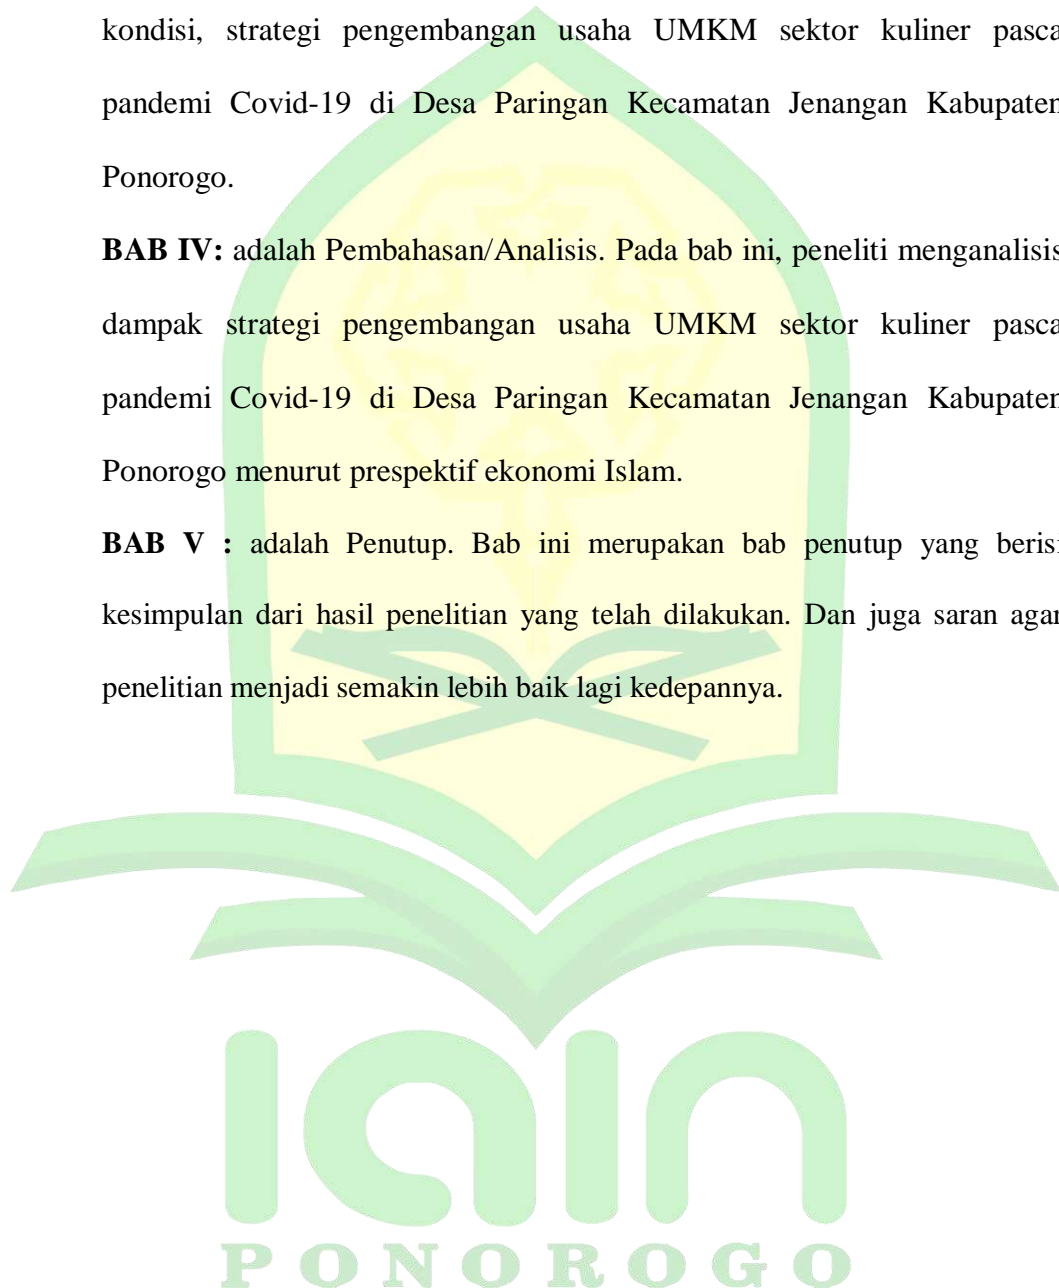 kondisi, strategi pengembangan usaha UMKM sektor kuliner pasca
pandemi Covid-19 di Desa Paringan Kecamatan Jenangan Kabupaten
Ponorogo.
BAB IV: adalah Pembahasan/Analisis. Pada bab ini, peneliti menganalisis
dampak strategi pengembangan usaha UMKM sektor kuliner pasca
pandemi Covid-19 di Desa Paringan Kecamatan Jenangan Kabupaten
Ponorogo menurut prespektif ekonomi Islam.
BAB V : adalah Penutup. Bab ini merupakan bab penutup yang berisi
kesimpulan dari hasil penelitian yang telah dilakukan. Dan juga saran agar
penelitian menjadi semakin lebih baik lagi kedepannya.
IAIN
PONOROGO